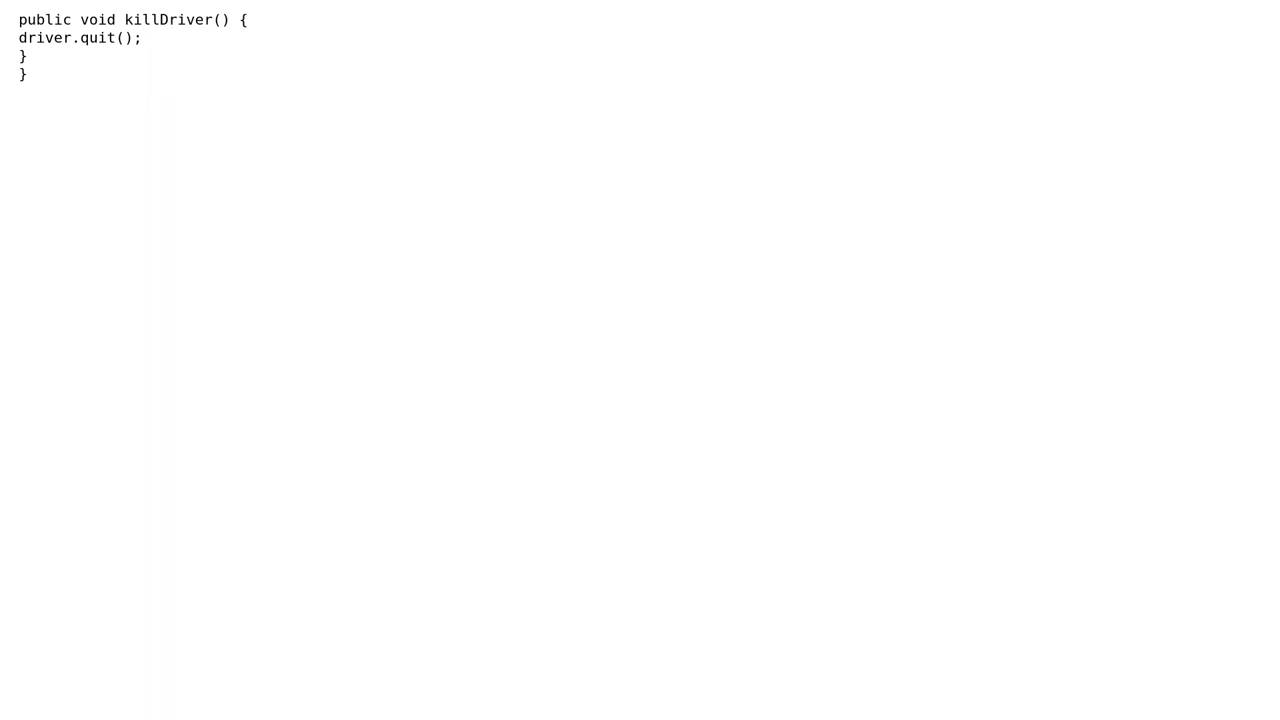 public void killDriver() {
driver.quit();
}
}